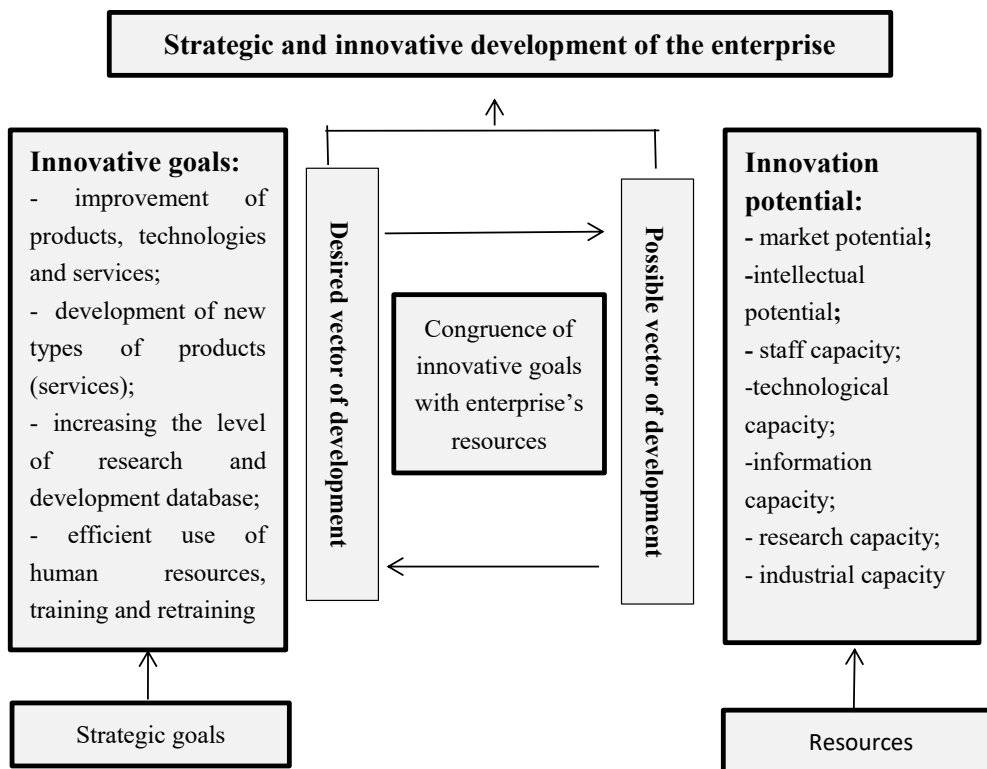 Strategic and innovative development of the enterprise
Innovative goals:
- improvement of
products, technologies
and services;
- development of new
types of products
(services);
- increasing the level
of research and
development database;
- efficient use of
human resources,
training and retraining
Desired vector of development
Congruence of
innovative goals
with enterprise’s
resources
Possible vector of development
Innovation
potential:
- market potential;
-intellectual
potential;
- staff capacity;
-technological
capacity;
-information
capacity;
- research capacity;
- industrial capacity
Strategic goals
Resources